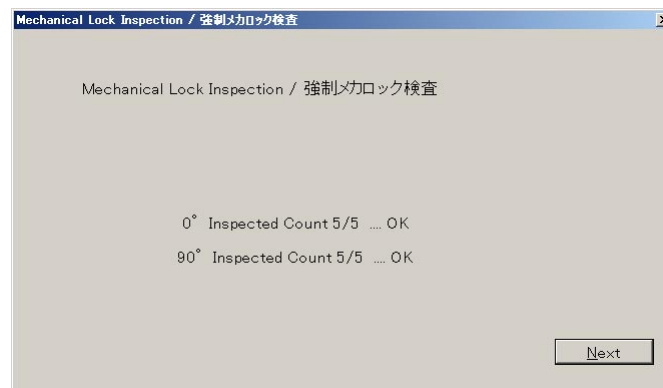 Mechanical Lock Inspection / 強制メカロック検査
Mechanical Lock Inspection / 強制メカロック検査
0° Inspected Count 5/5 .... OK
90° Inspected Count 5/5 .... OK
Next